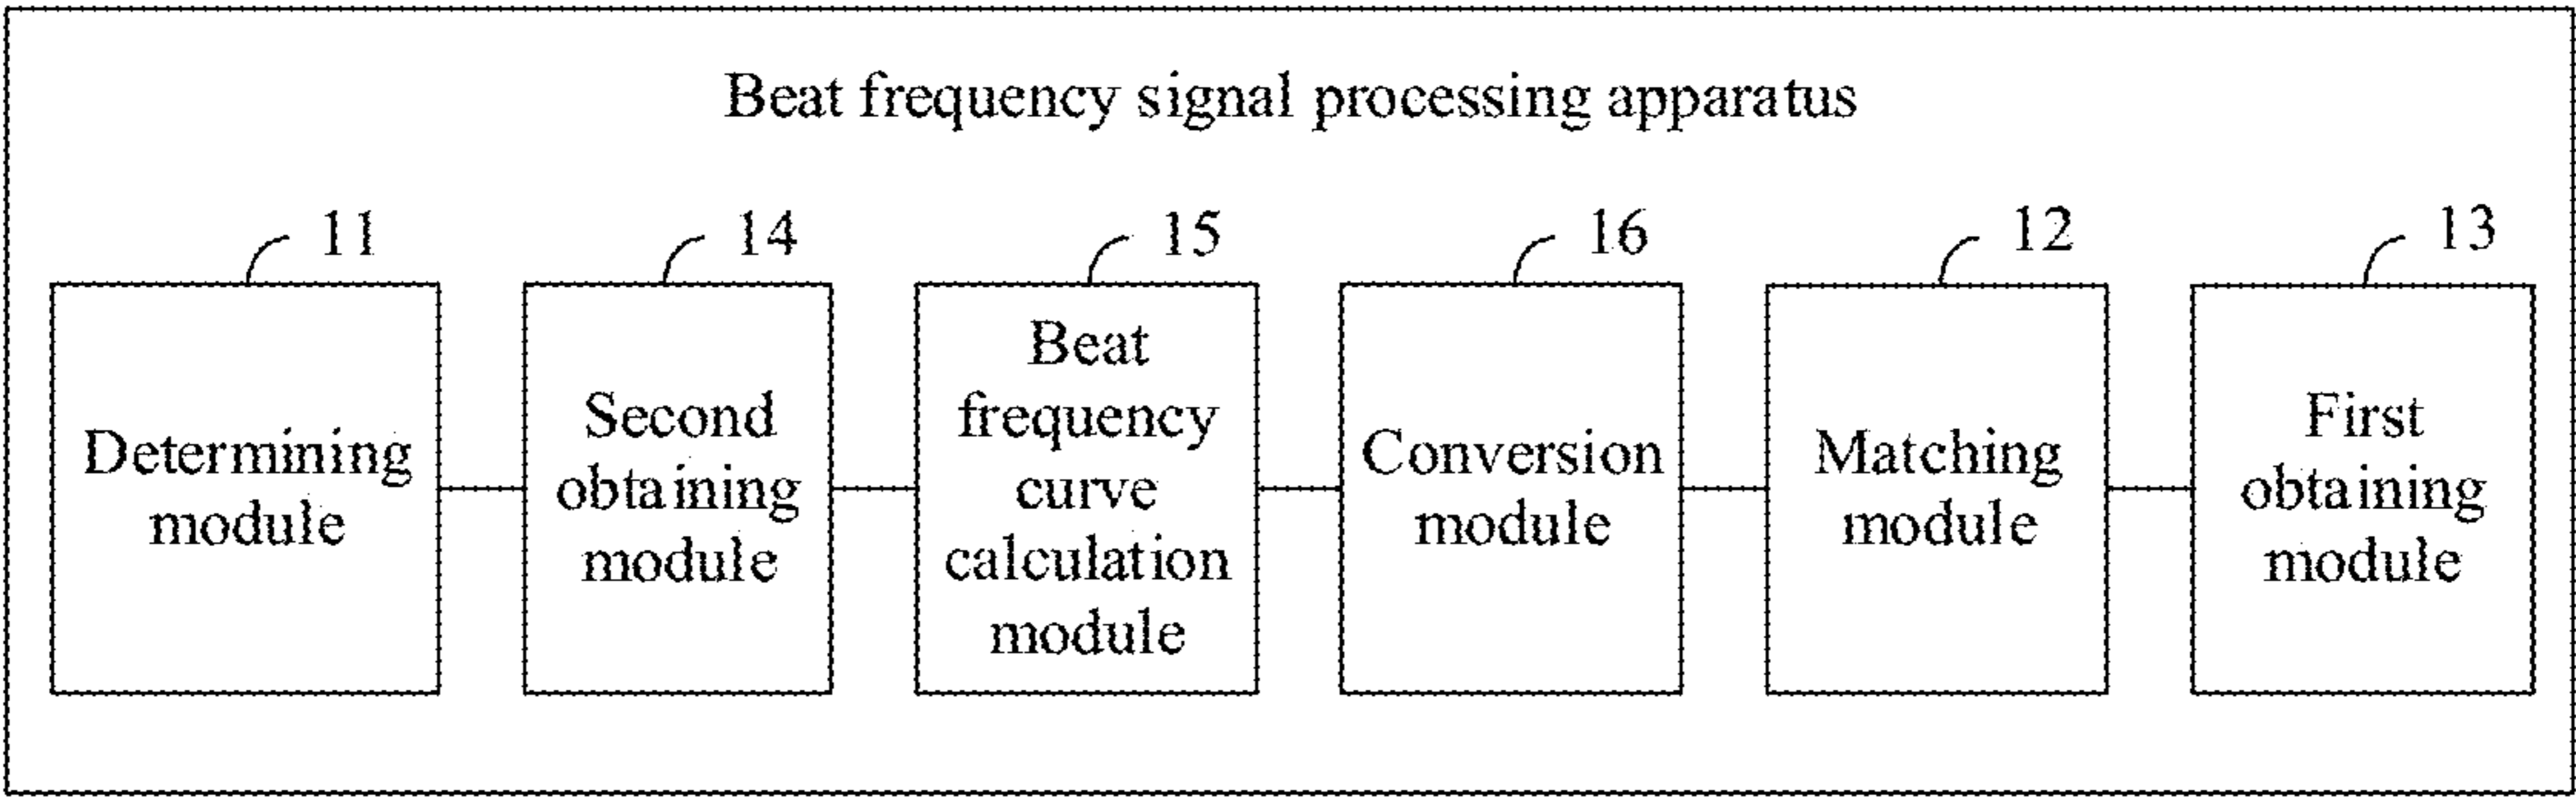 Beat frequency signal processing apparatus
11
14
15
16
12
13
Determining
module
Second
obtaining
module
Beat
frequency
curve
calculation
module
Conversion
module
Matching
module
First
obtaining
module